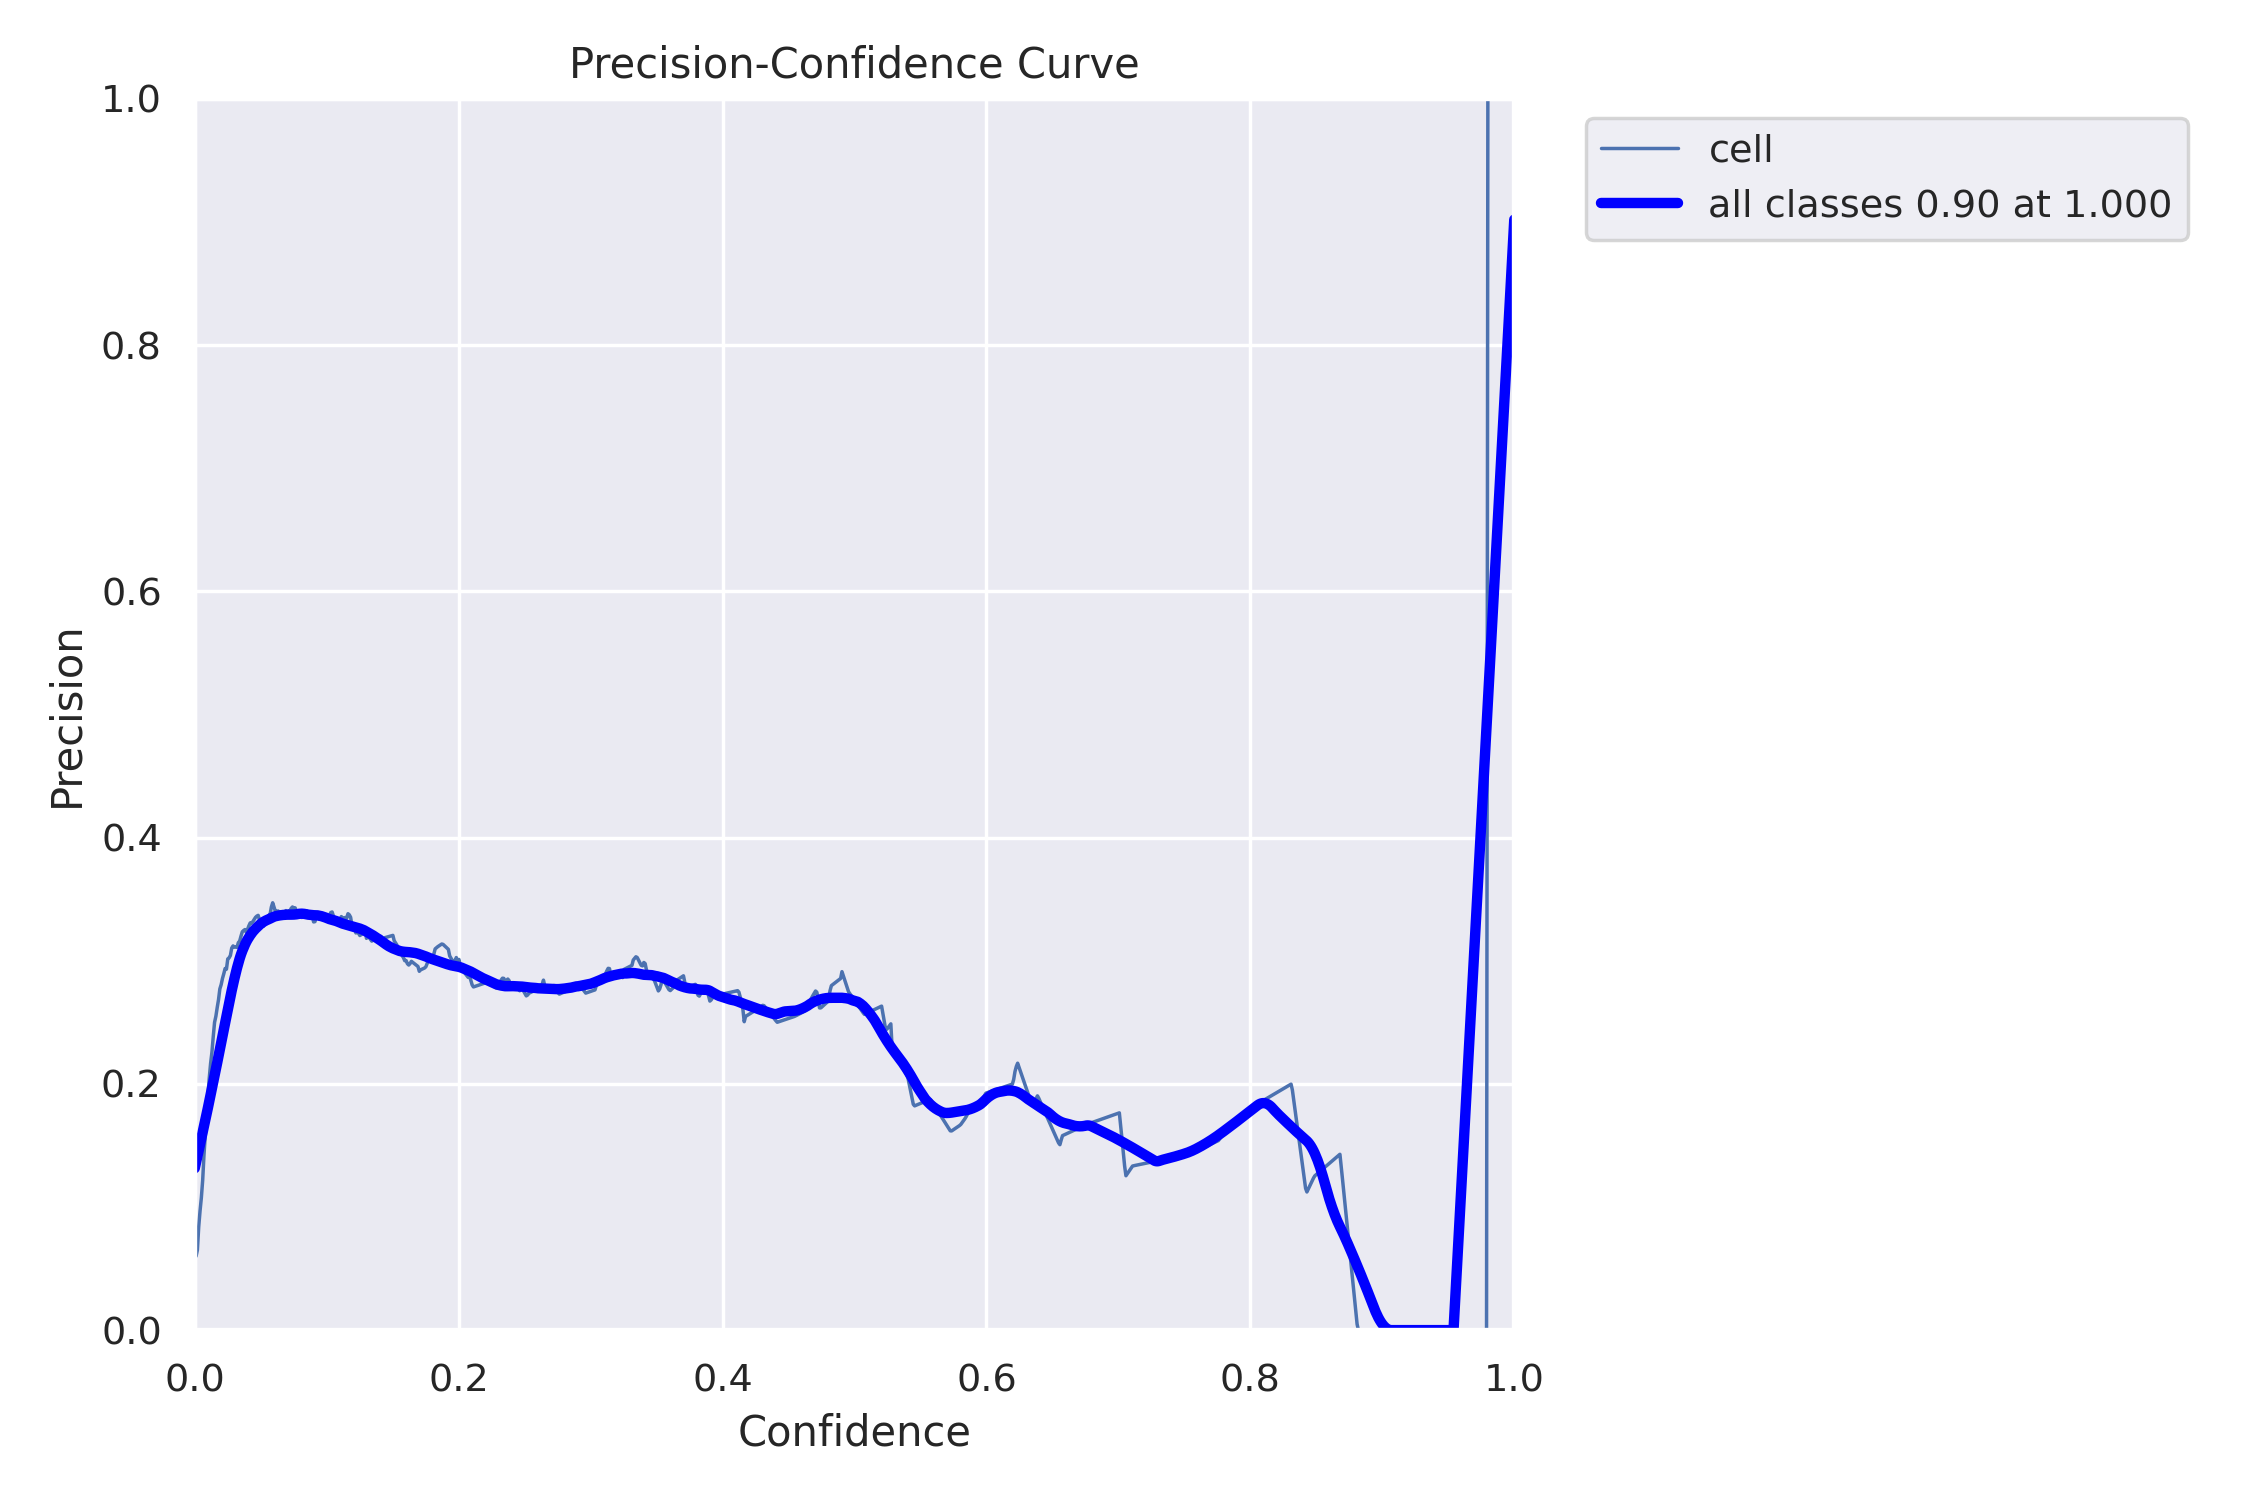 Precision-Confidence Curve
1.0
0.8
0.6
0.4
0.2
0.0
Precision
0.0 0.2 0.4 0.6 0.8 1.0
Confidence
cell
all classes 0.90 at 1.000